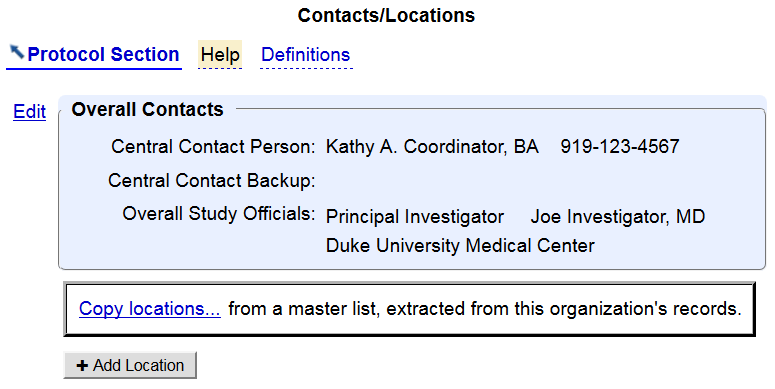 Contacts/Locations
Protocol Section Help Definitions
Edit Overall Contacts
Central Contact Person: Kathy A. Coordinator, BA 919-123-4567
Central Contact Backup:
Overall Study Officials: Principal Investigator Joe Investigator, MD
Duke University Medical Center
Copy locations... from a master list, extracted from this organization's records.
+ Add Location